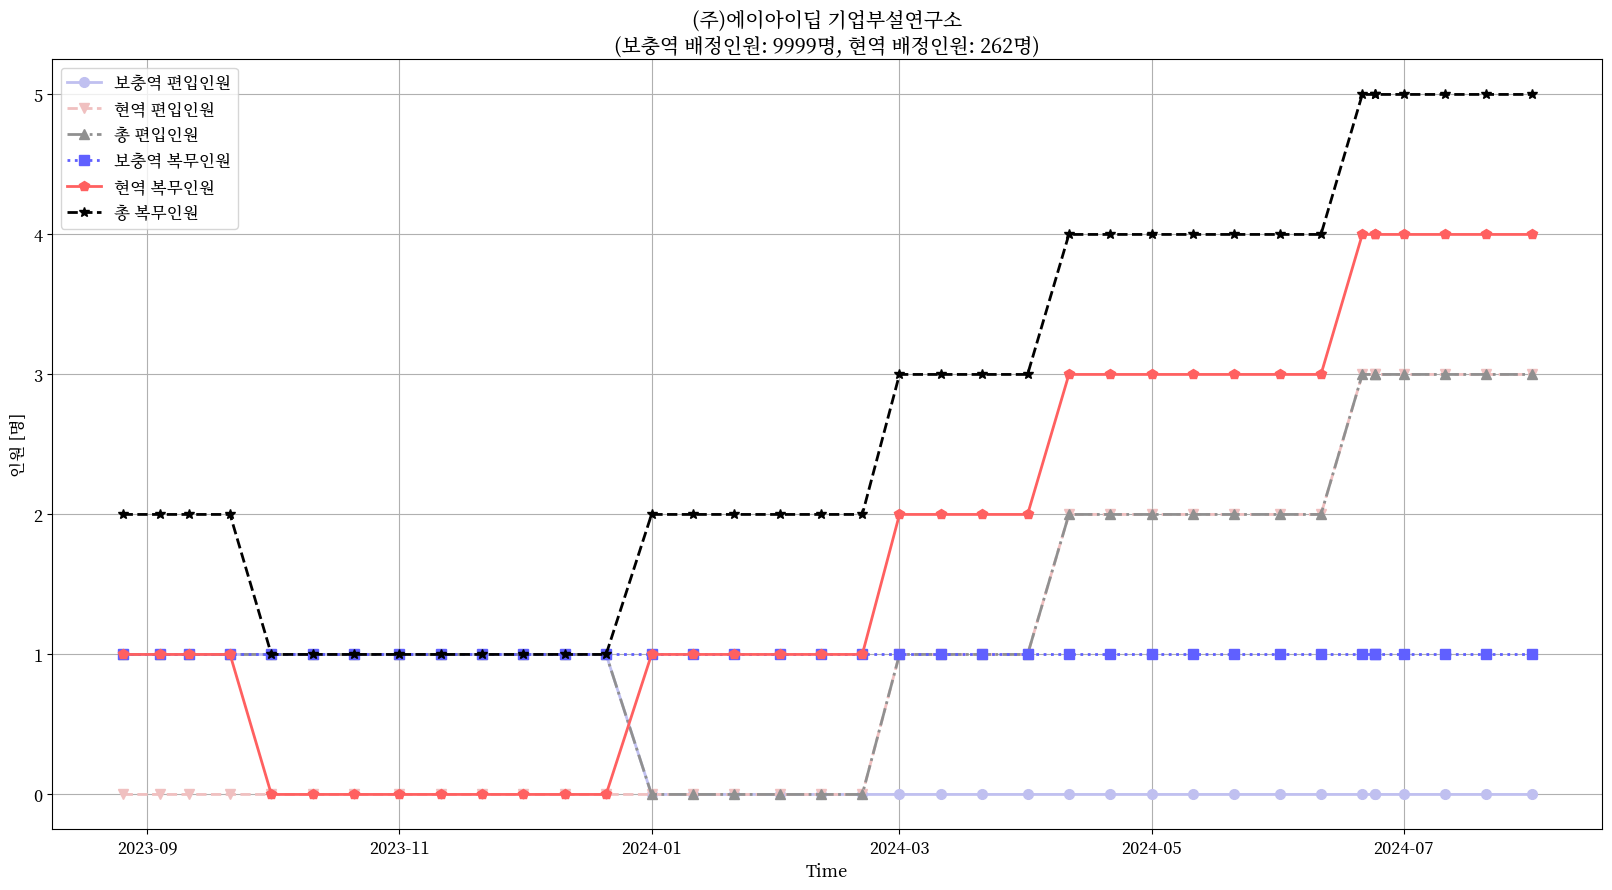 (주)에이아이딥 기업부설연구소
(보충역 배정인원: 9999명, 현역 배정인원: 262명)
보충역 편입인원
현역 편입인원
총 편입인원
보충역 복무인원
현역 복무인원
총 복무인원
5
4
3
2
1
0
인원 [명]
2023-09
2023-11
2024-01
2024-03
2024-05
2024-07
Time